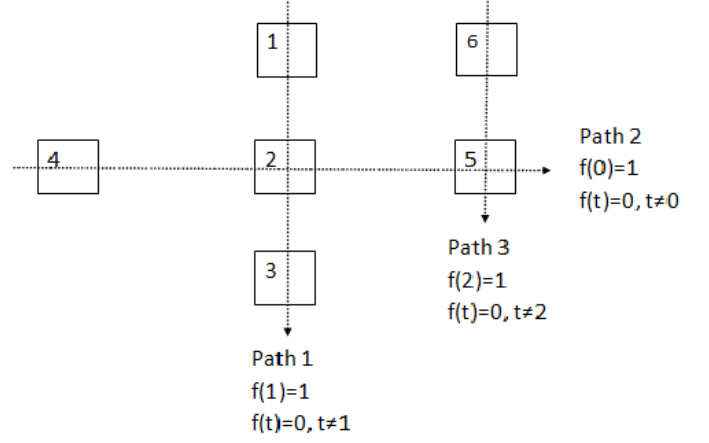 1
6
4
2
5
Path 2
f(0)=1
f(t)=0, t≠0
3
Path 3
f(2)=1
f(t)=0, t≠2
Path 1
f(1)=1
f(t)=0, t≠1